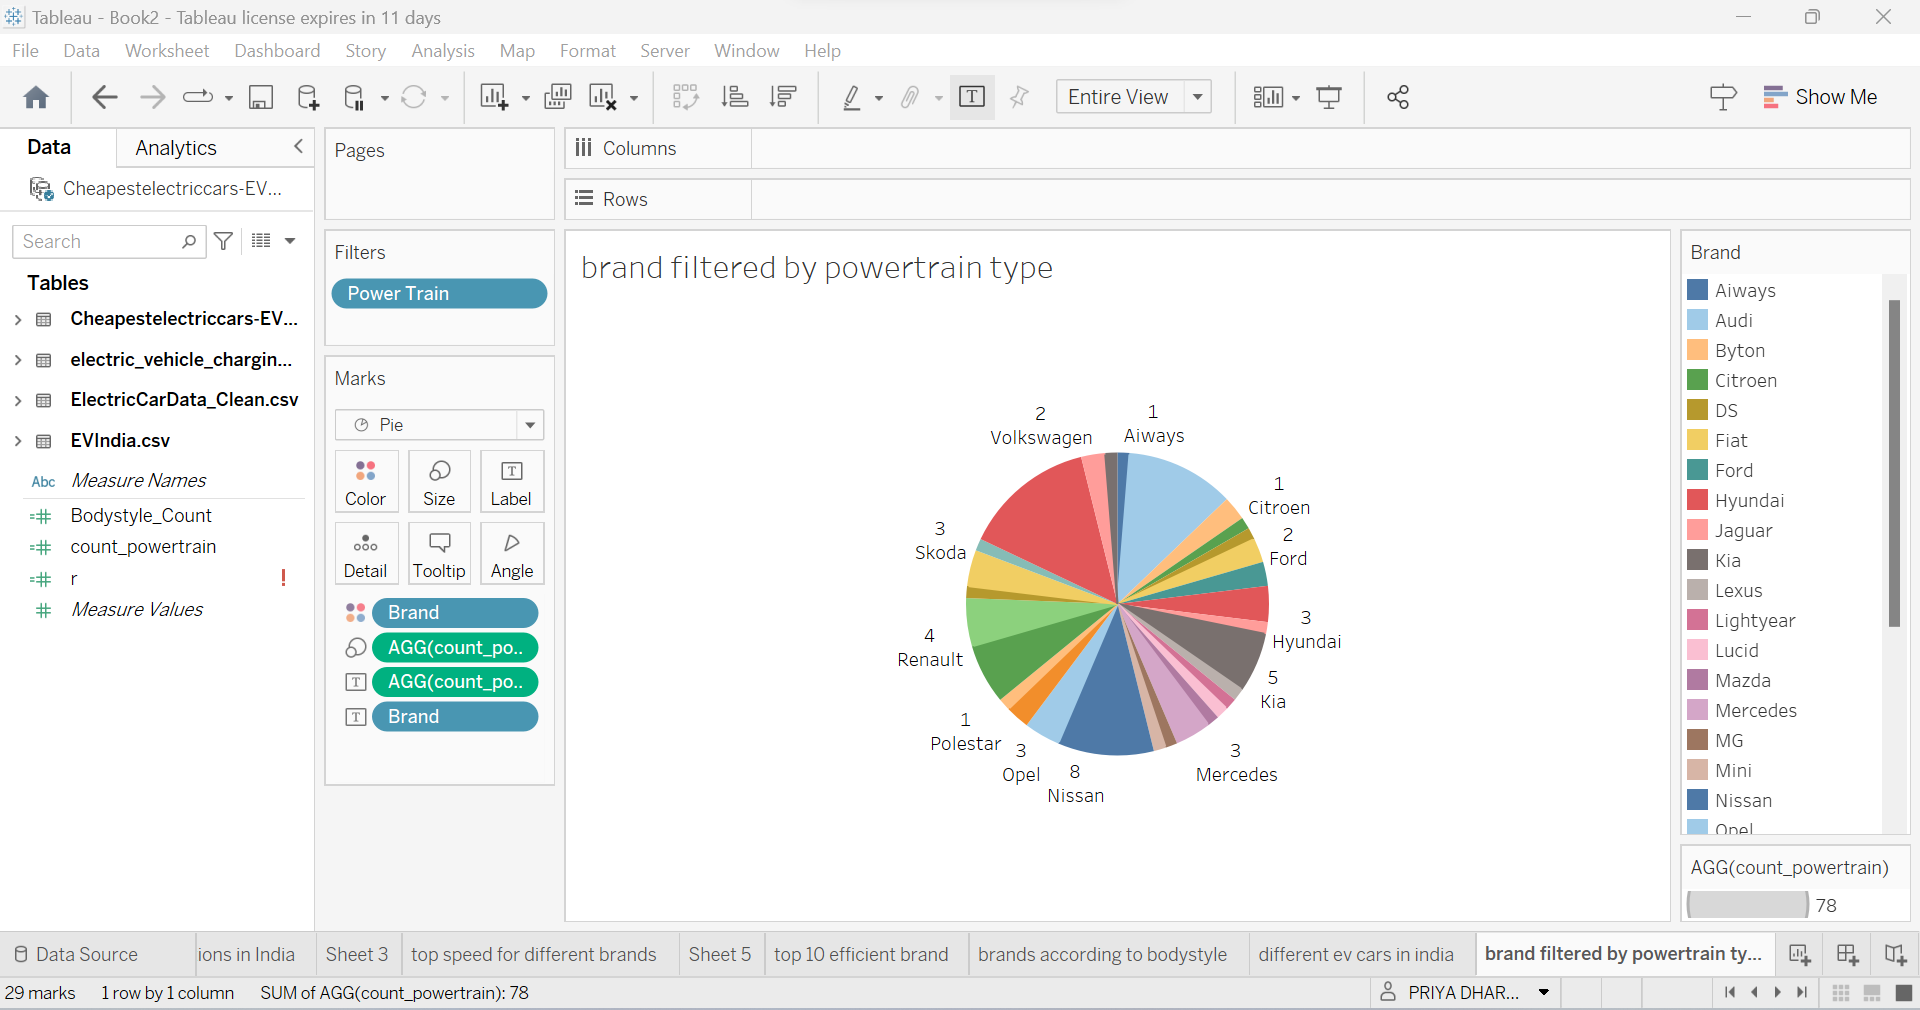 Tableau - Book2 - Tableau license expires in 11 days
File Data Worksheet Dashboard Story Analysis Map Format Server Window Help
Entire View
Show Me
Data
Analytics
Cheapestelectriccars-EV...
Search
Tables
Cheapestelectriccars-EV...
electric_vehicle_chargin...
ElectricCarData_Clean.csv
EVIndia.csv
Abc Measure Names
Bodystyle_Count
count_powertrain
r !
Measure Values
Pages
Filters
Power Train
Marks
Pie
Color Size Label
Detail Tooltip Angle
Brand
AGG(count_po..
AGG(count_po..
Brand
Columns
Rows
brand filtered by powertrain type
2
Volkswagen
1
Aiways
1
Citroen
2
Ford
3
Hyundai
5
Kia
3
Mercedes
8
Nissan
3
Opel
1
Polestar
4
Renault
3
Skoda
Brand
Aiways
Audi
Byton
Citroen
DS
Fiat
Ford
Hyundai
Jaguar
Kia
Lexus
Lightyear
Lucid
Mazda
Mercedes
MG
Mini
Nissan
Opel
AGG(count_powertrain)
78
Data Source
ions in India
Sheet 3
top speed for different brands
Sheet 5
top 10 efficient brand
brands according to bodystyle
different ev cars in india
brand filtered by powertrain ty...
29 marks 1 row by 1 column SUM of AGG(count_powertrain): 78
PRIYA DHAR...